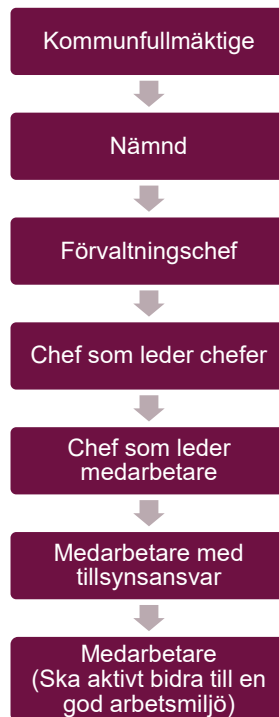 Kommunfullmäktige
Nämnd
Förvaltningschef
Chef som leder chefer
Chef som leder
medarbetare
Medarbetare med
tillsynsansvar
Medarbetare
(Ska aktivt bidra till en
god arbetsmiljö)